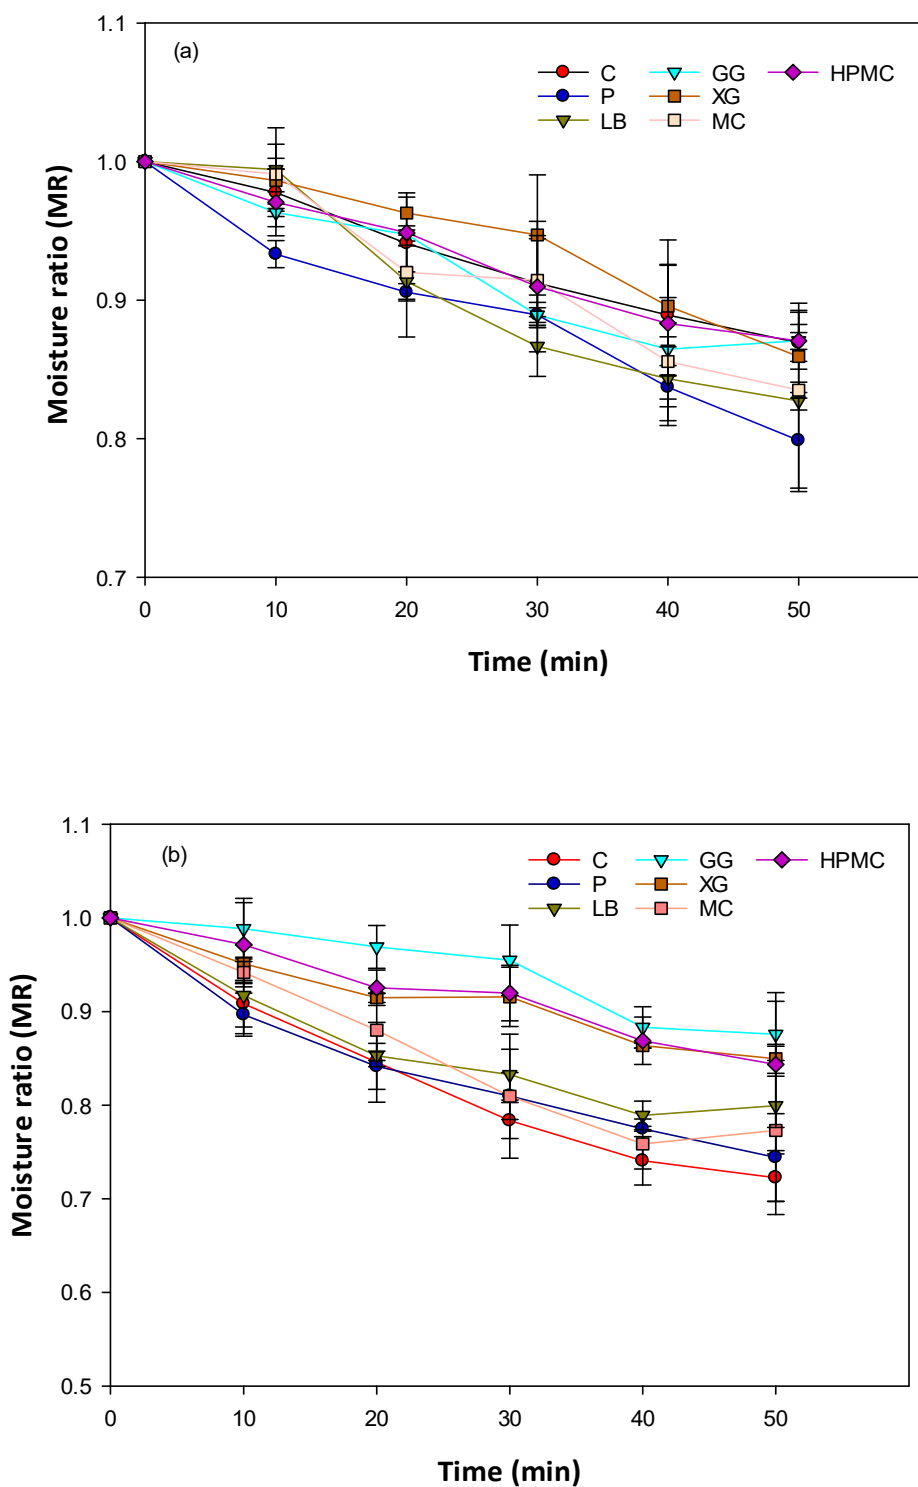 1.1
(a)
C GG HPMC
P XG
LB MC
1.0
0.9
0.8
0.7
Moisture ratio (MR)
0 10 20 30 40 50
Time (min)
1.1
(b)
C GG HPMC
P XG
LB MC
1.0
0.9
0.8
0.7
0.6
0.5
Moisture ratio (MR)
0 10 20 30 40 50
Time (min)